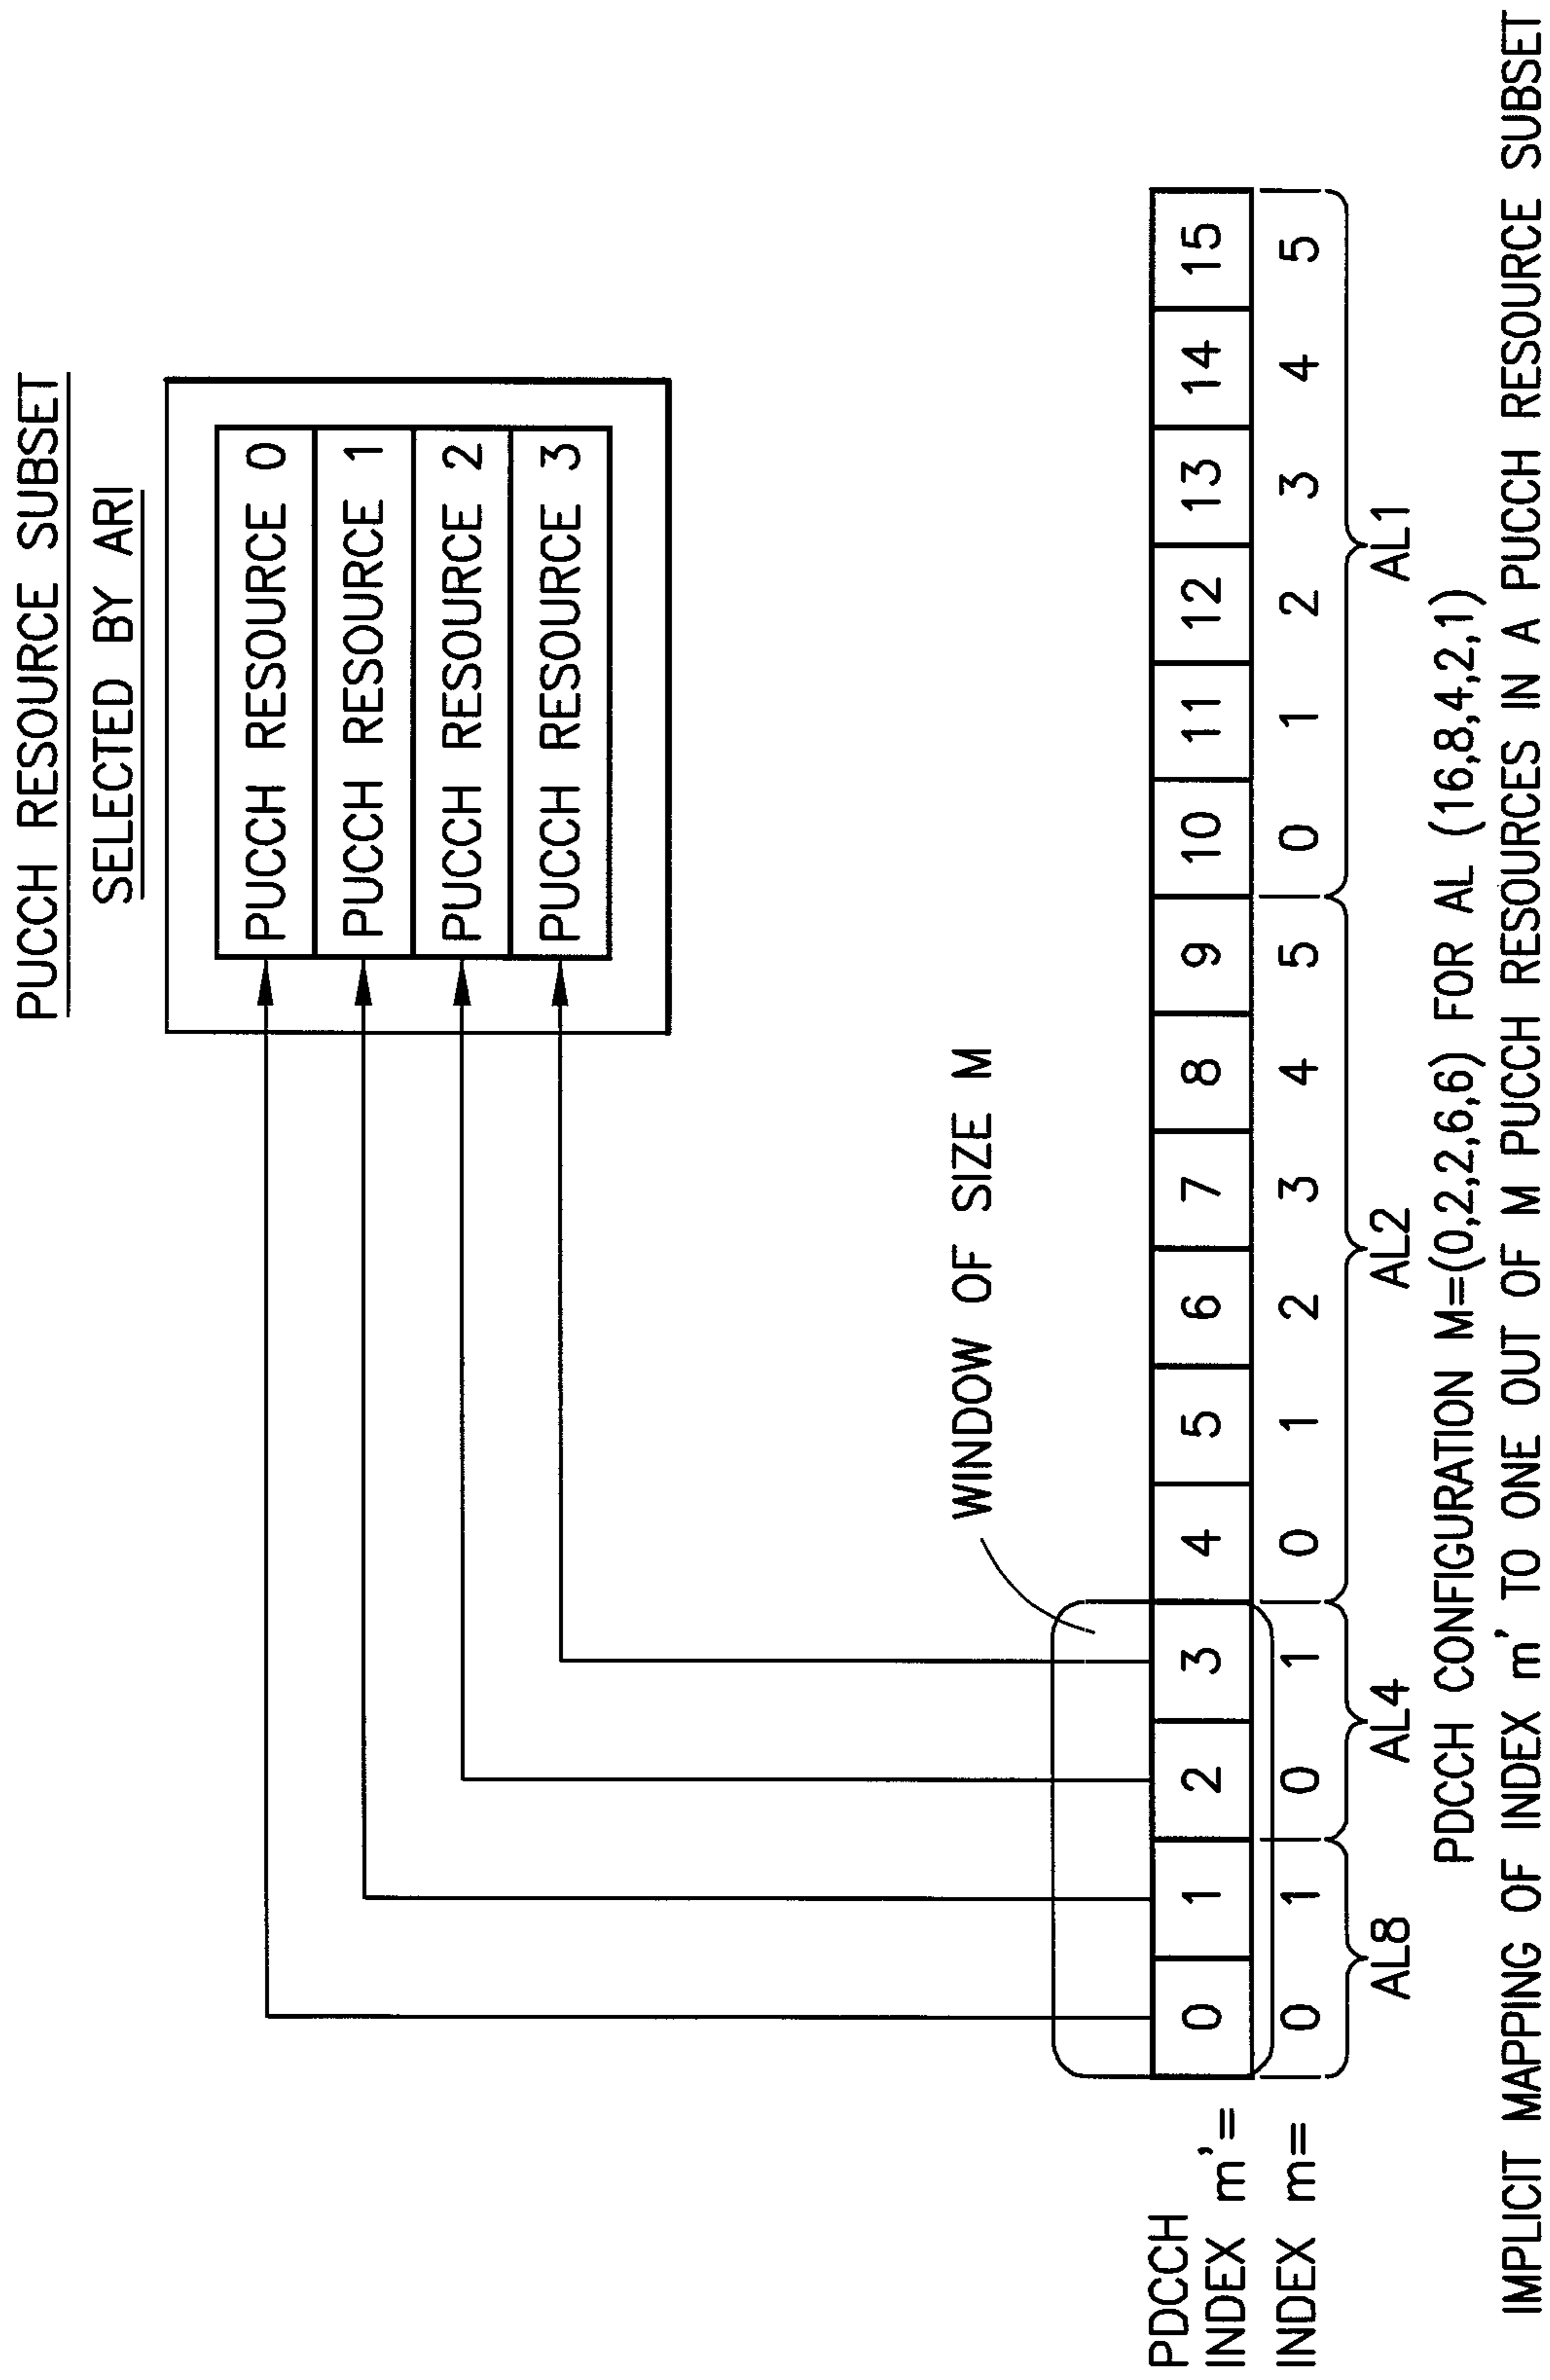 PUCCH RESOURCE SUBSET
SELECTED BY ARI
PUCCH RESOURCE 0
PUCCH RESOURCE 1
PUCCH RESOURCE 2
PUCCH RESOURCE 3
WINDOW OF SIZE M
PDCCH
INDEX m'= 0 1 2 3 4 5 6 7 8 9 10 11 12 13 14 15
INDEX m= 0 1 0 1 0 1 2 3 4 5 0 1 2 3 4 5
AL8 AL4 AL2 AL1
PDCCH CONFIGURATION M=(0,2,2,6,6) FOR AL (16,8,4,2,1)
IMPLICIT MAPPING OF INDEX m' TO ONE OUT OF M PUCCH RESOURCES IN A PUCCH RESOURCE SUBSET